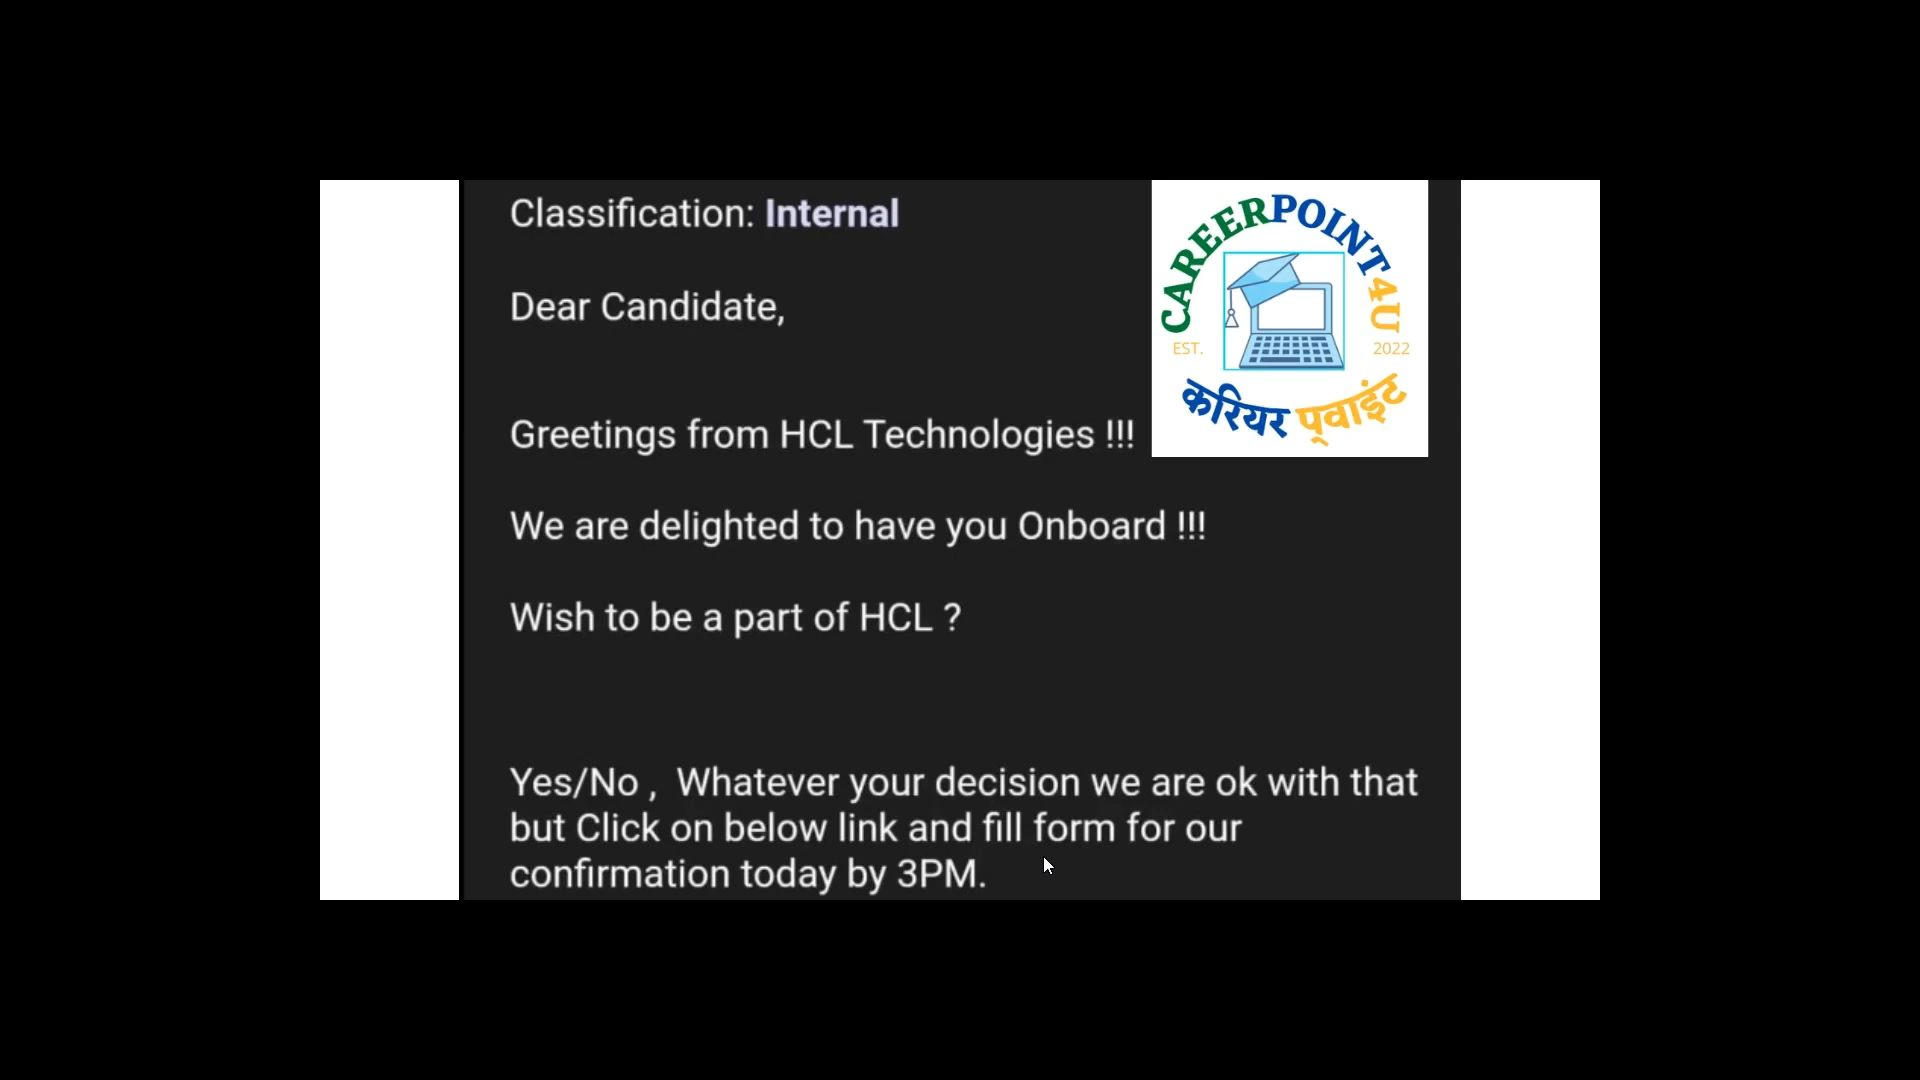 Classification: Internal
Dear Candidate,
Greetings from HCL Technologies !!!
We are delighted to have you Onboard !!!
Wish to be a part of HCL ?
Yes/No , Whatever your decision we are ok with that
but Click on below link and fill form for our
confirmation today by 3PM.
CAREERPOINT4U
EST. 2022
करियर प्वाइंट